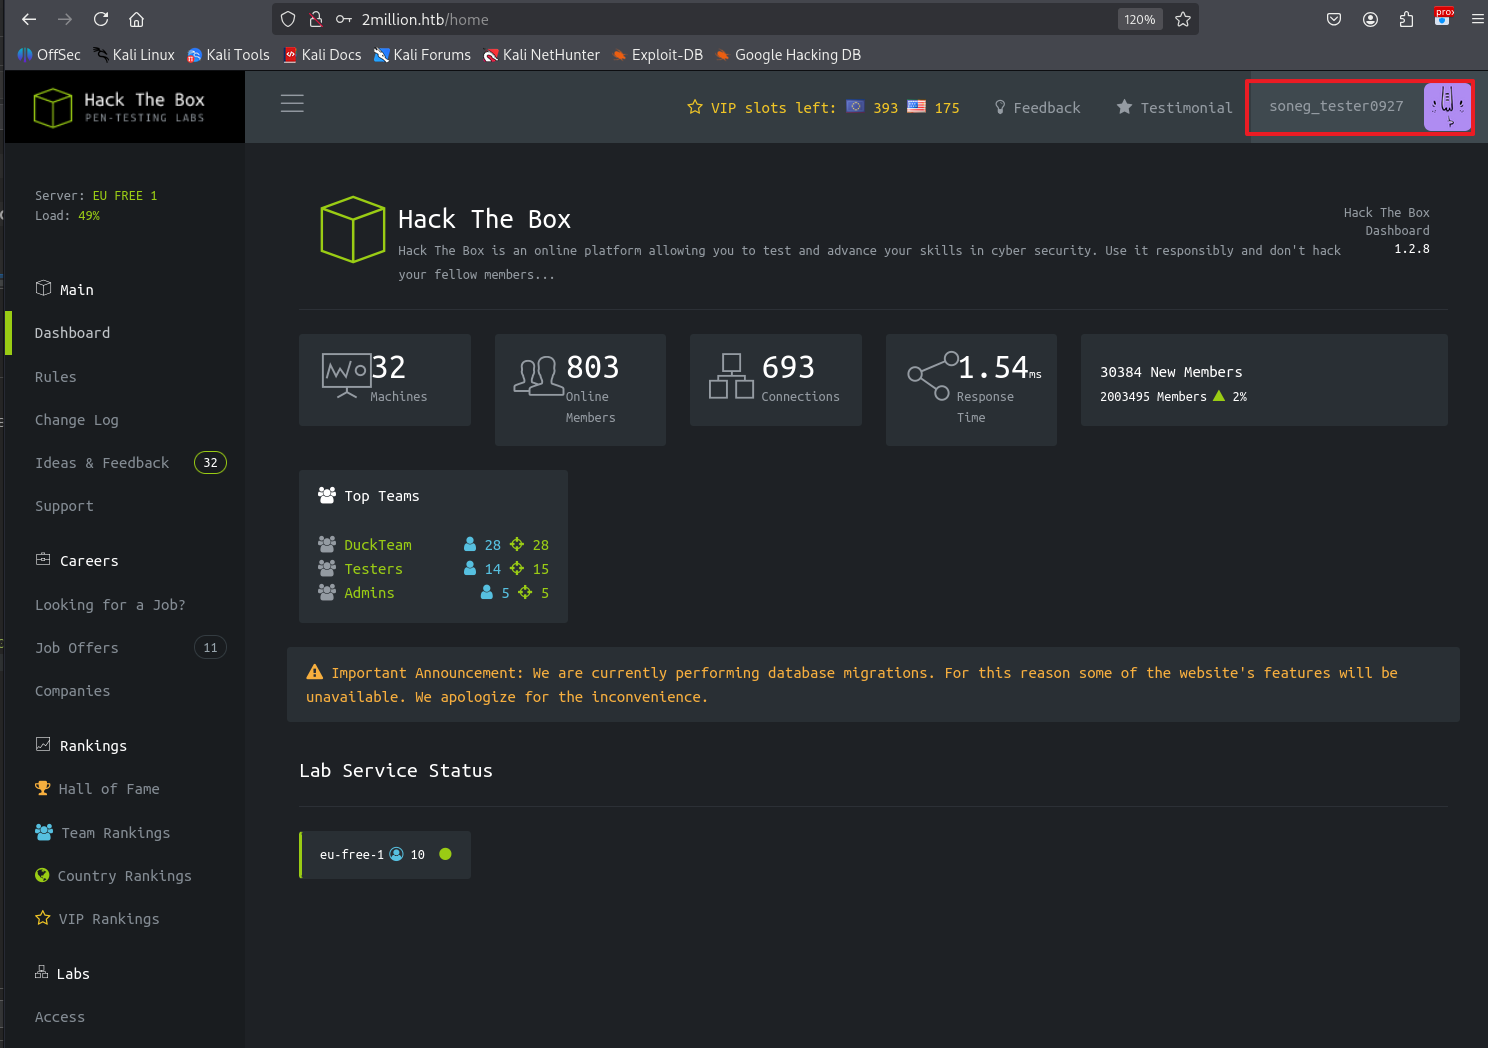 2million.htb/home
120%
OffSec Kali Linux Kali Tools Kali Docs Kali Forums Kali NetHunter Exploit-DB Google Hacking DB
Hack The Box
PEN-TESTING LABS
VIP slots left: 393 175
Feedback
Testimonial
soneg_tester0927
Server: EU FREE 1
Load: 49%
Main
Dashboard
Rules
Change Log
Ideas & Feedback 32
Support
Careers
Looking for a Job?
Job Offers 11
Companies
Rankings
Hall of Fame
Team Rankings
Country Rankings
VIP Rankings
Labs
Access
Hack The Box
Hack The Box is an online platform allowing you to test and advance your skills in cyber security. Use it responsibly and don't hack
your fellow members...
Hack The Box
Dashboard
1.2.8
32
Machines
803
Online
Members
693
Connections
1.54ms
Response
Time
30384 New Members
2003495 Members 2%
Top Teams
DuckTeam 28 28
Testers 14 15
Admins 5 5
Important Announcement: We are currently performing database migrations. For this reason some of the website's features will be
unavailable. We apologize for the inconvenience.
Lab Service Status
eu-free-1 10